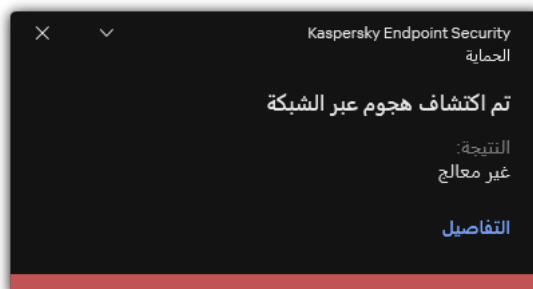 Kaspersky Endpoint Security
الحماية
تم اكتشاف هجوم عبر الشبكة
النتيجة:
غير معالج
التفاصيل